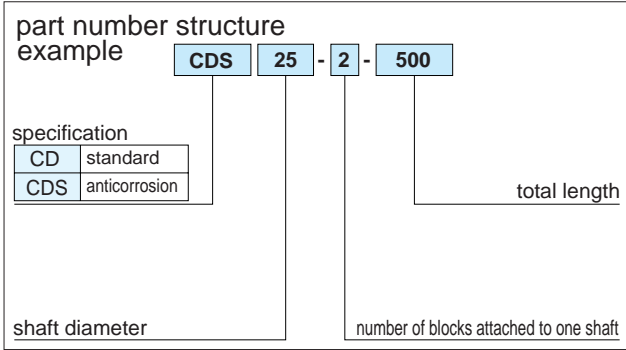 part number structure
example
CDS 25 - 2 - 500
specification
CD standard
CDS anticorrosion
total length
shaft diameter
number of blocks attached to one shaft